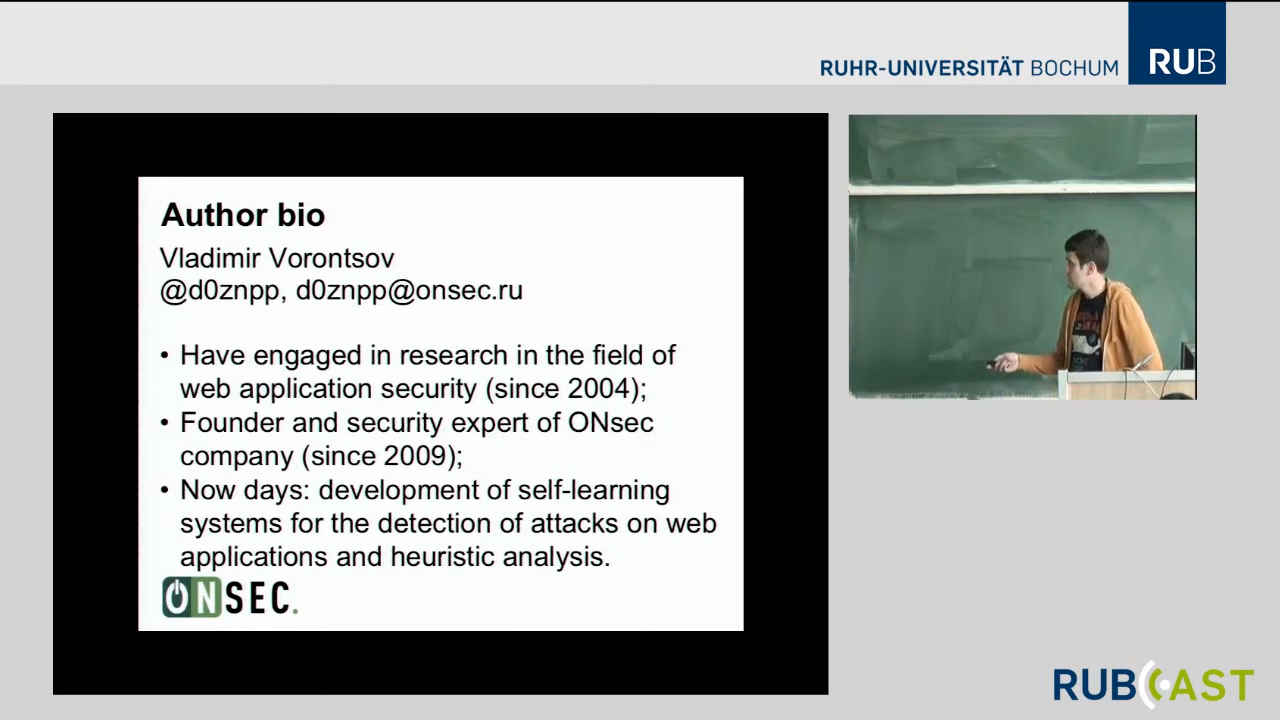 RUHR-UNIVERSITÄT BOCHUM RUB
Author bio
Vladimir Vorontsov
@d0znpp, d0znpp@onsec.ru
• Have engaged in research in the field of
web application security (since 2004);
• Founder and security expert of ONsec
company (since 2009);
• Now days: development of self-learning
systems for the detection of attacks on web
applications and heuristic analysis.
ONSEC.
RUBCAST